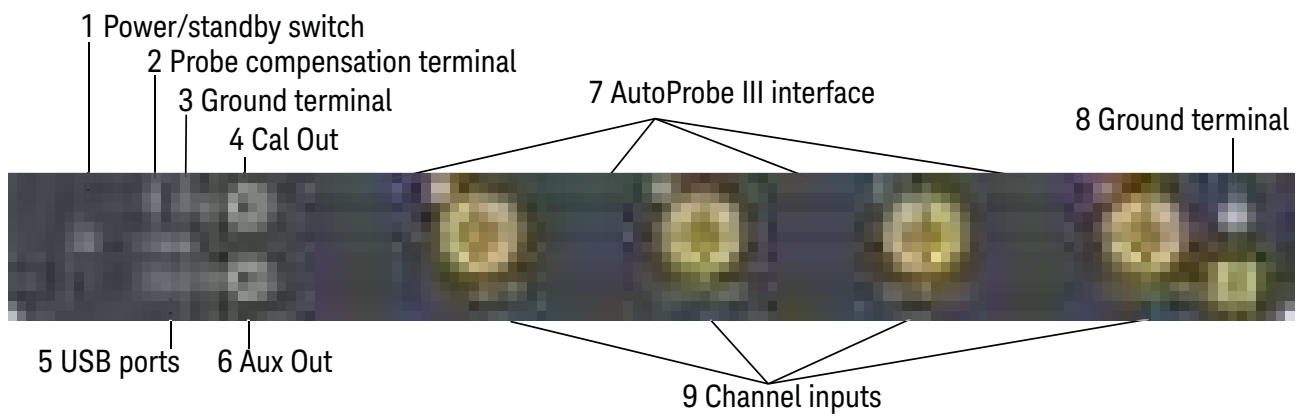 1 Power/standby switch
2 Probe compensation terminal
3 Ground terminal
4 Cal Out
7 AutoProbe III interface
8 Ground terminal
5 USB ports
6 Aux Out
9 Channel inputs